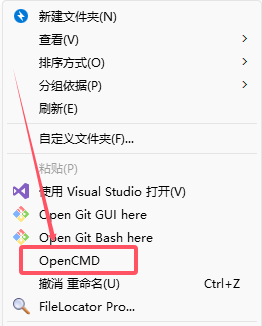 新建文件夹(N)
查看(V)
排序方式(O)
分组依据(P)
刷新(E)
自定义文件夹(F)...
粘贴(P)
使用 Visual Studio 打开(V)
Open Git GUI here
Open Git Bash here
OpenCMD
撤消 重命名(U) Ctrl+Z
FileLocator Pro...